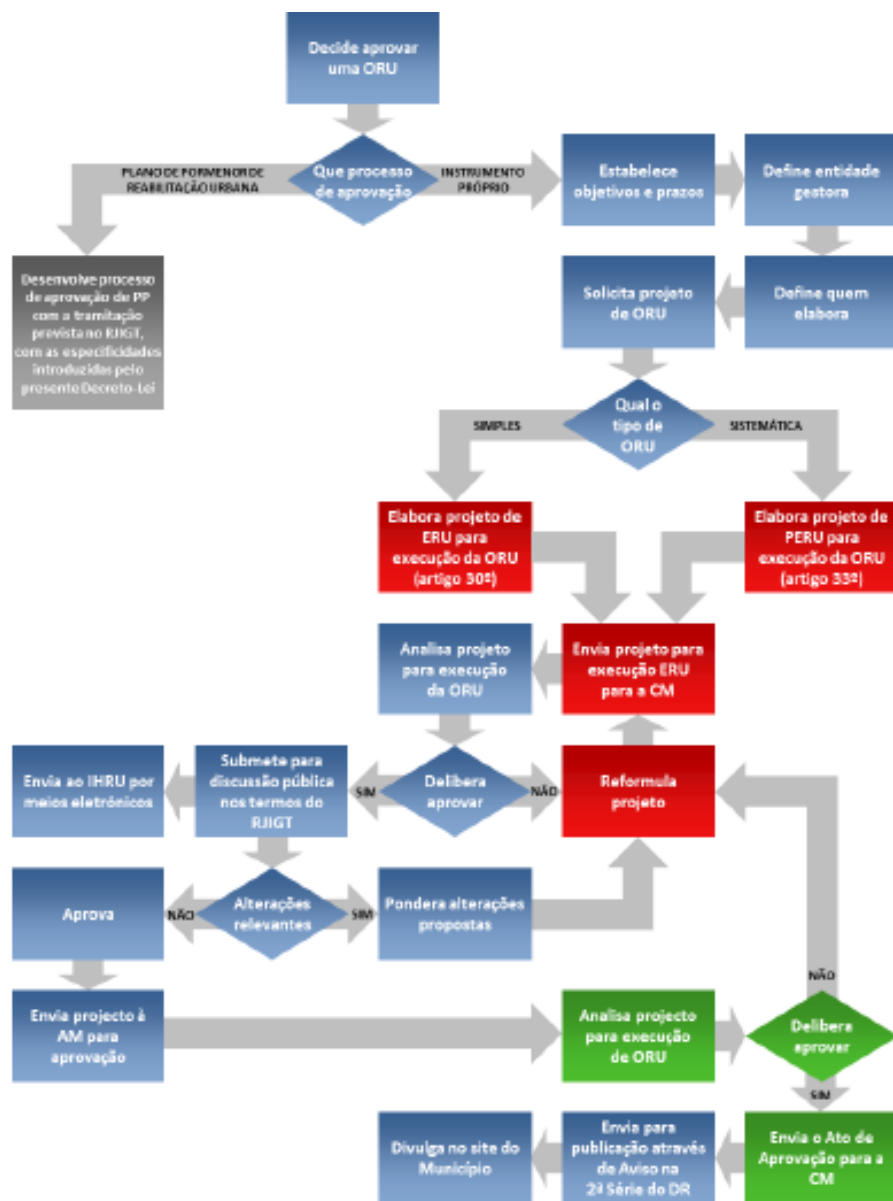 Decide aprovar
uma ORU
PLANO DE PORMENOR DE
REABILITAÇÃO URBANA
Que processo
de aprovação
INSTRUMENTO
PRÓPRIO
Estabelece
objetivos e prazos
Define entidade
gestora
Desenvolve processo
de aprovação de PP
com a tramitação
prevista no RJIGT,
com as especificidades
introduzidas pelo
presente Decreto-Lei
Solicita projeto
de ORU
Define quem
elabora
Qual o
tipo de
ORU
SIMPLES
SISTEMÁTICA
Elabora projeto de
ERU para
execução da ORU
(artigo 30º)
Elabora projeto de
PERU para
execução da ORU
(artigo 33º)
Analisa projeto
para execução
da ORU
Envia projeto para
execução ERU
para a CM
Envia ao IHRU por
meios eletrónicos
Submete para
discussão pública
nos termos do
RJIGT
SIM
Delibera
aprovar
NÃO
Reformula
projeto
Aprova
NÃO
Alterações
relevantes
SIM
Pondera alterações
propostas
NÃO
Envia projecto à
AM para
aprovação
Analisa projecto
para execução
de ORU
Delibera
aprovar
SIM
Divulga no site do
Município
Envia para
publicação através
de Aviso na
2ª Série do DR
Envia o Ato de
Aprovação para a
CM